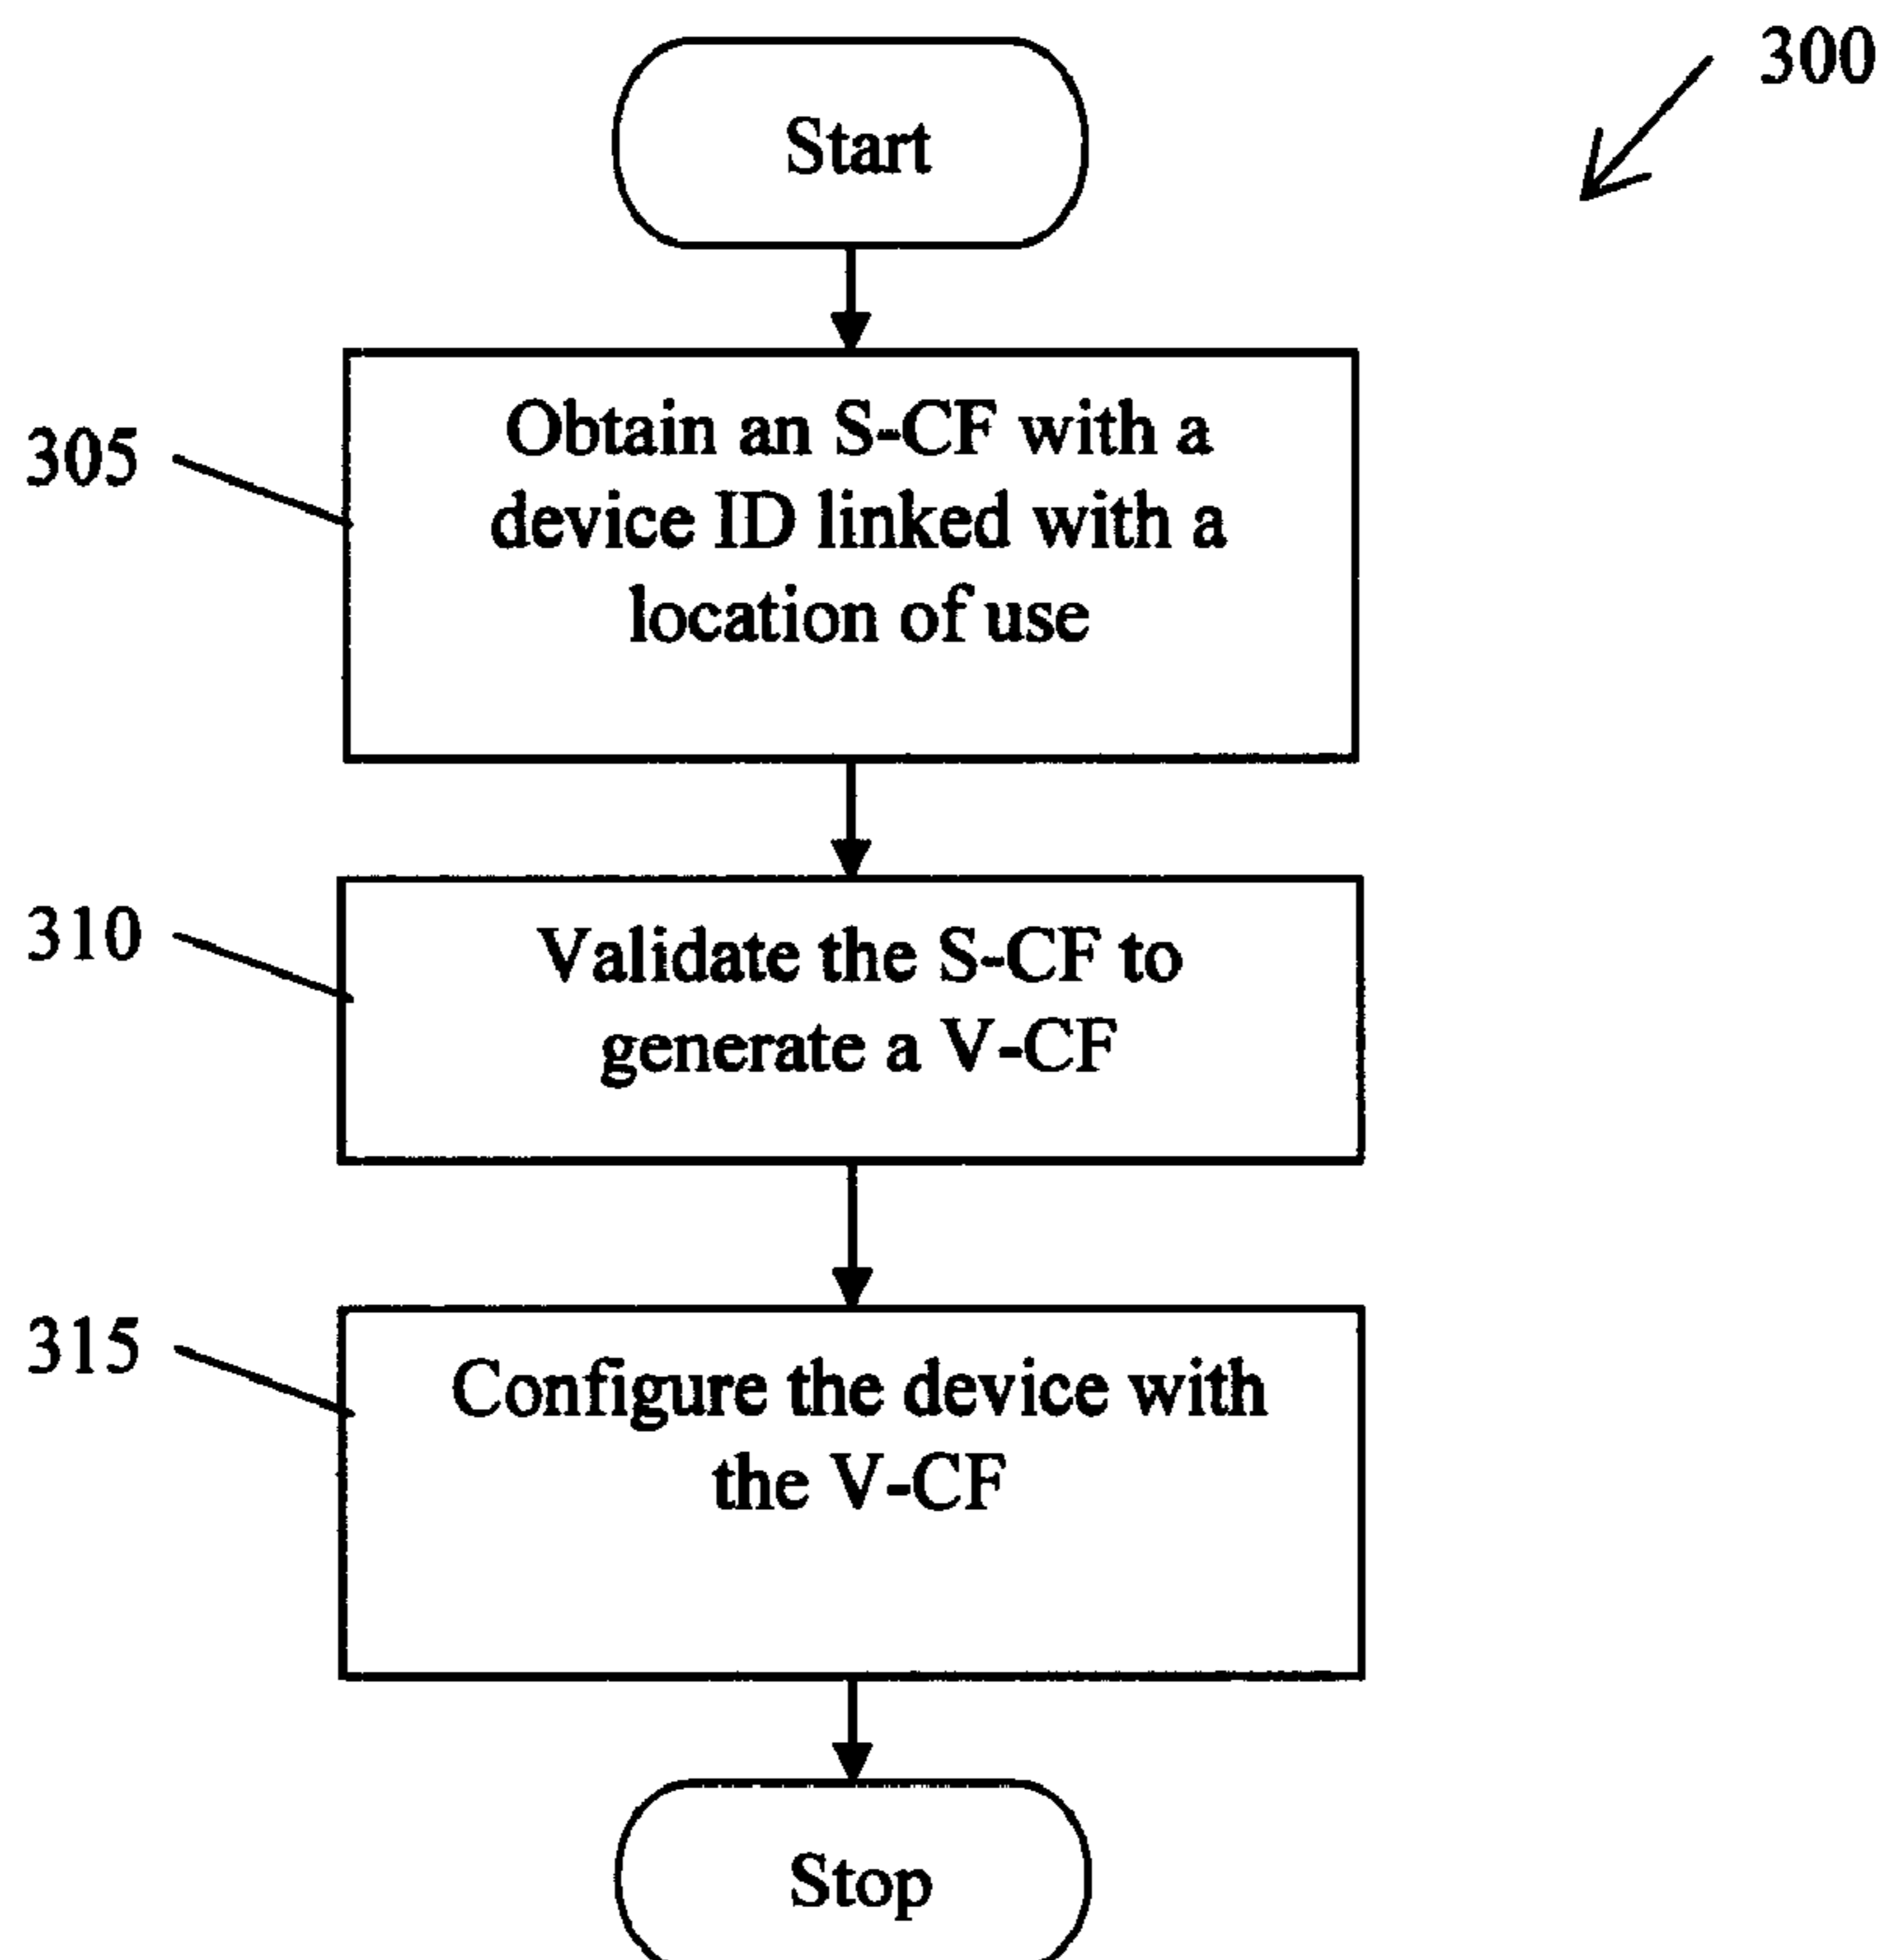 300
Start
305
Obtain an S-CF with a
device ID linked with a
location of use
310
Validate the S-CF to
generate a V-CF
315
Configure the device with
the V-CF
Stop